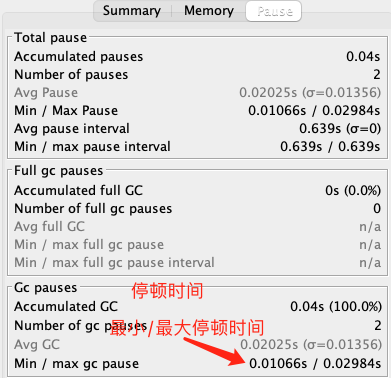 Summary Memory Pause
Total pause
Accumulated pauses 0.04s
Number of pauses 2
Avg Pause 0.02025s (σ=0.01356)
Min / Max Pause 0.01066s / 0.02984s
Avg pause interval 0.639s (σ=0)
Min / max pause interval 0.639s / 0.639s
Full gc pauses
Accumulated full GC 0s (0.0%)
Number of full gc pauses 0
Avg full GC n/a
Min / max full gc pause n/a
Min / max full gc pause interval n/a
Gc pauses
停顿时间
Accumulated GC 0.04s (100.0%)
Number of gc pauses 2
最小/最大停顿时间
Avg GC 0.02025s (σ=0.01356)
Min / max gc pause 0.01066s / 0.02984s